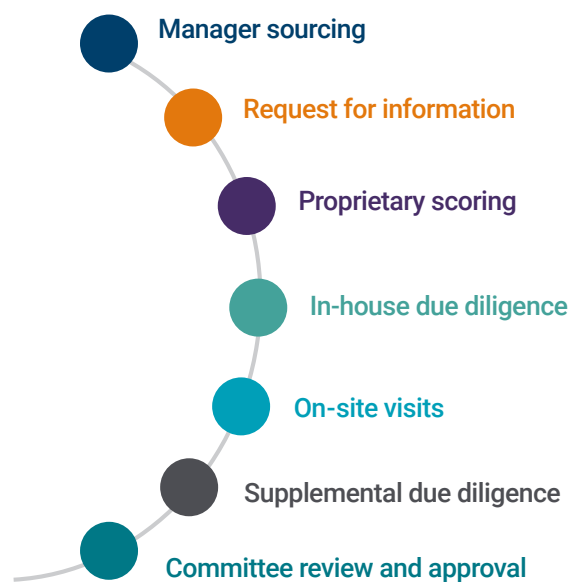 Manager sourcing
Request for information
Proprietary scoring
In-house due diligence
On-site visits
Supplemental due diligence
Committee review and approval